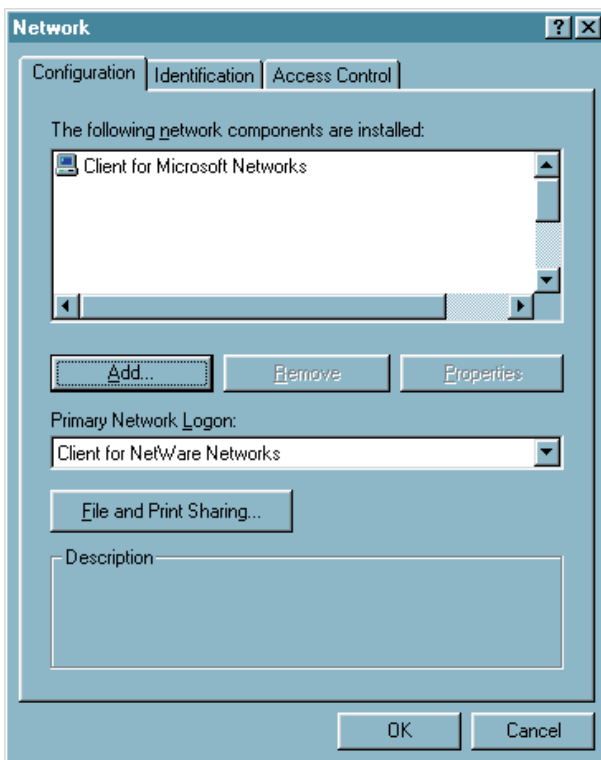 Network
Configuration Identification Access Control
The following network components are installed:
Client for Microsoft Networks
Add... Remove Properties
Primary Network Logon:
Client for NetWare Networks
File and Print Sharing...
Description
OK Cancel